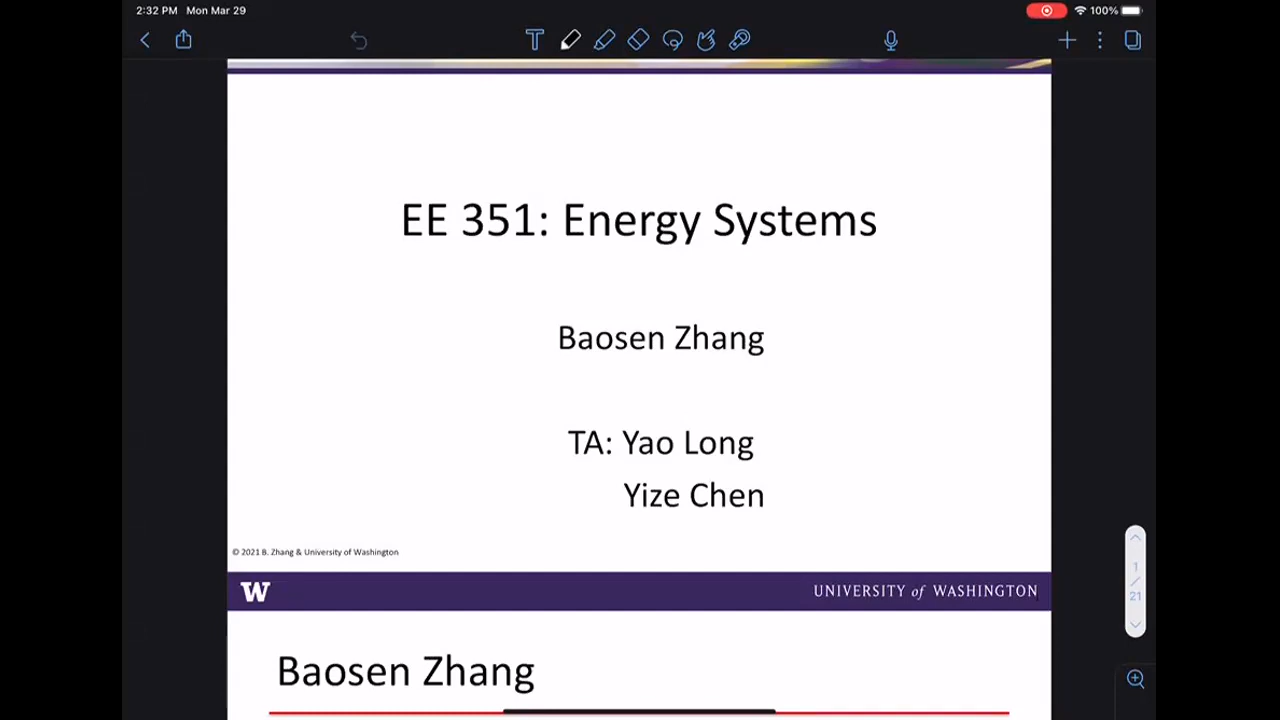 2:32 PM Mon Mar 29
100%
EE 351: Energy Systems
Baosen Zhang
TA: Yao Long
Yize Chen
© 2021 B. Zhang & University of Washington
W
UNIVERSITY of WASHINGTON
1
/
21
Baosen Zhang